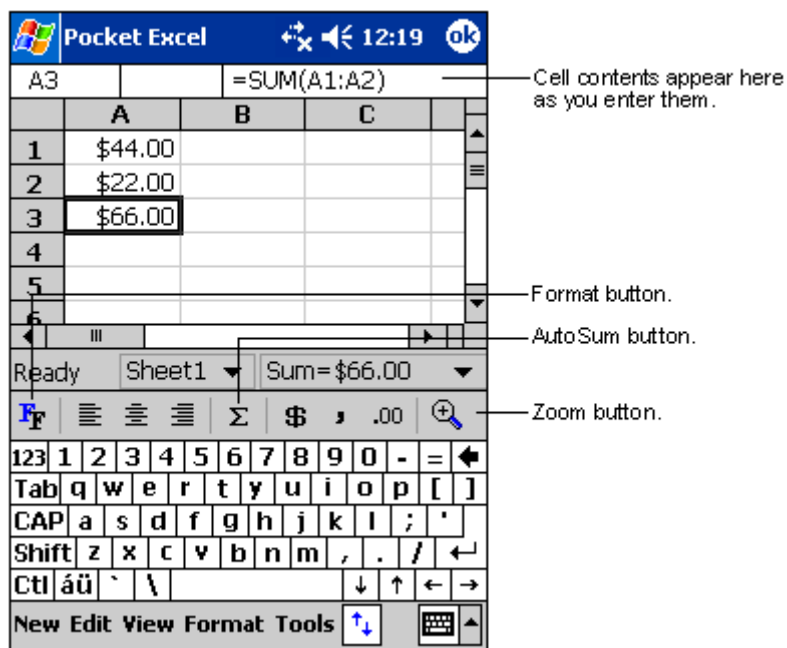 Pocket Excel 12:19 ok
A3 =SUM(A1:A2)
Cell contents appear here
as you enter them.
A B C
1 $44.00
2 $22.00
3 $66.00
4
5
6
Format button.
AutoSum button.
Ready Sheet1 Sum=$66.00
FF Σ $ , .00
Zoom button.
123 1 2 3 4 5 6 7 8 9 0 - =
Tab q w e r t y u i o p [ ]
CAP a s d f g h j k l ; '
Shift z x c v b n m , . /
Ctl áü ` \ ↓ ↑ ← →
New Edit View Format Tools